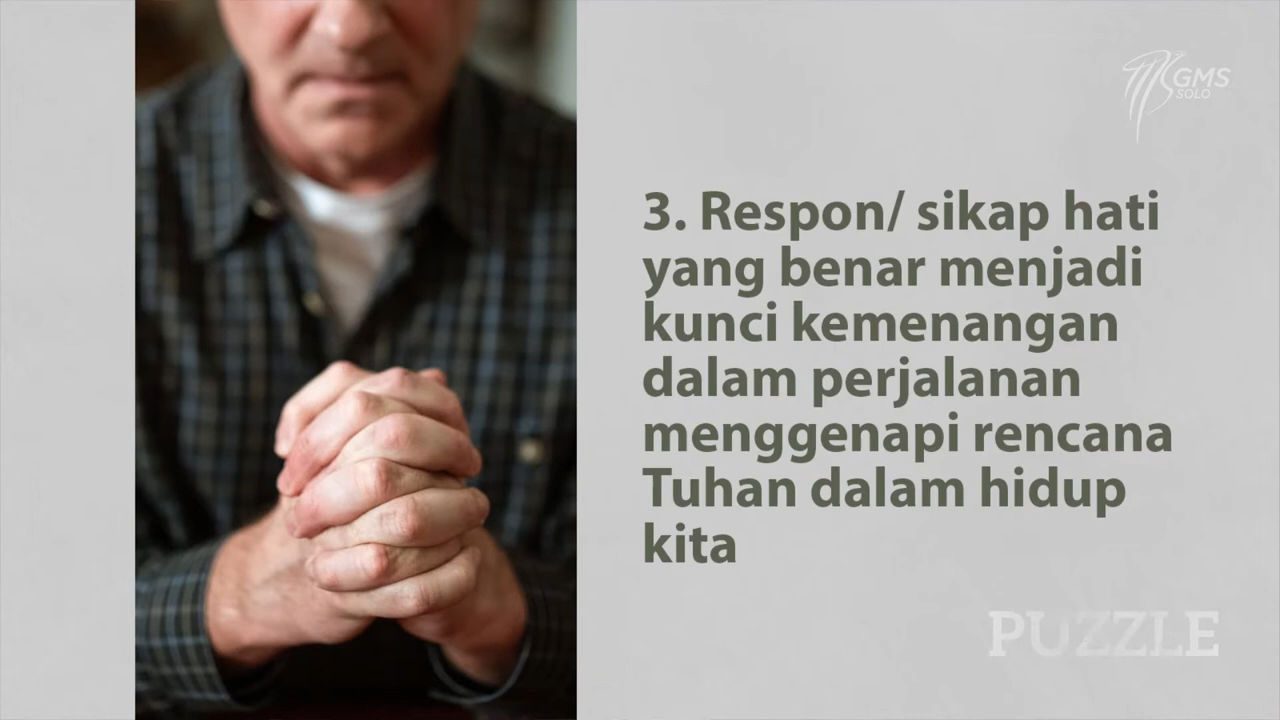 GMS
SOLO
3. Respon/ sikap hati
yang benar menjadi
kunci kemenangan
dalam perjalanan
menggenapi rencana
Tuhan dalam hidup
kita
PUZZLE